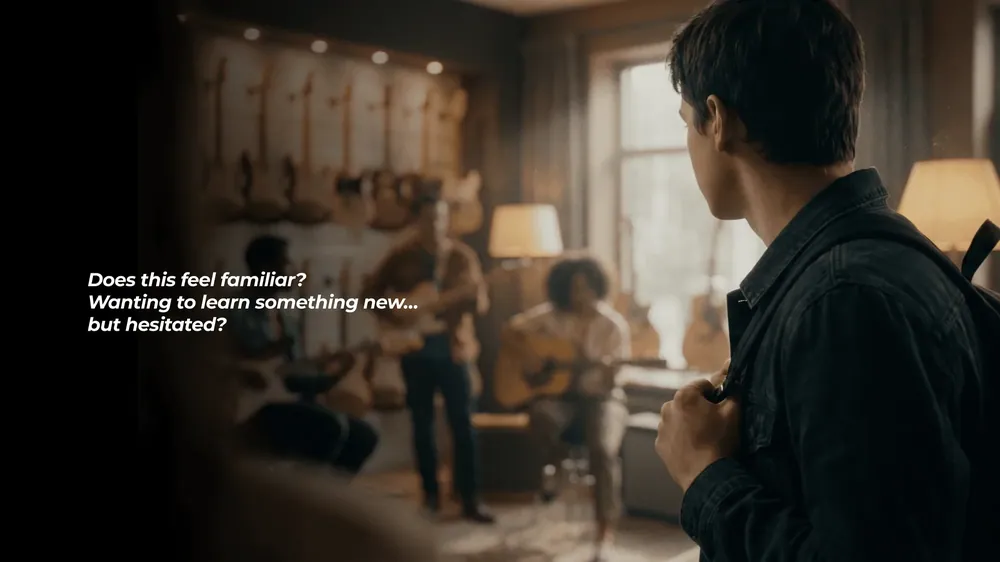 Does this feel familiar?
Wanting to learn something new...
but hesitated?